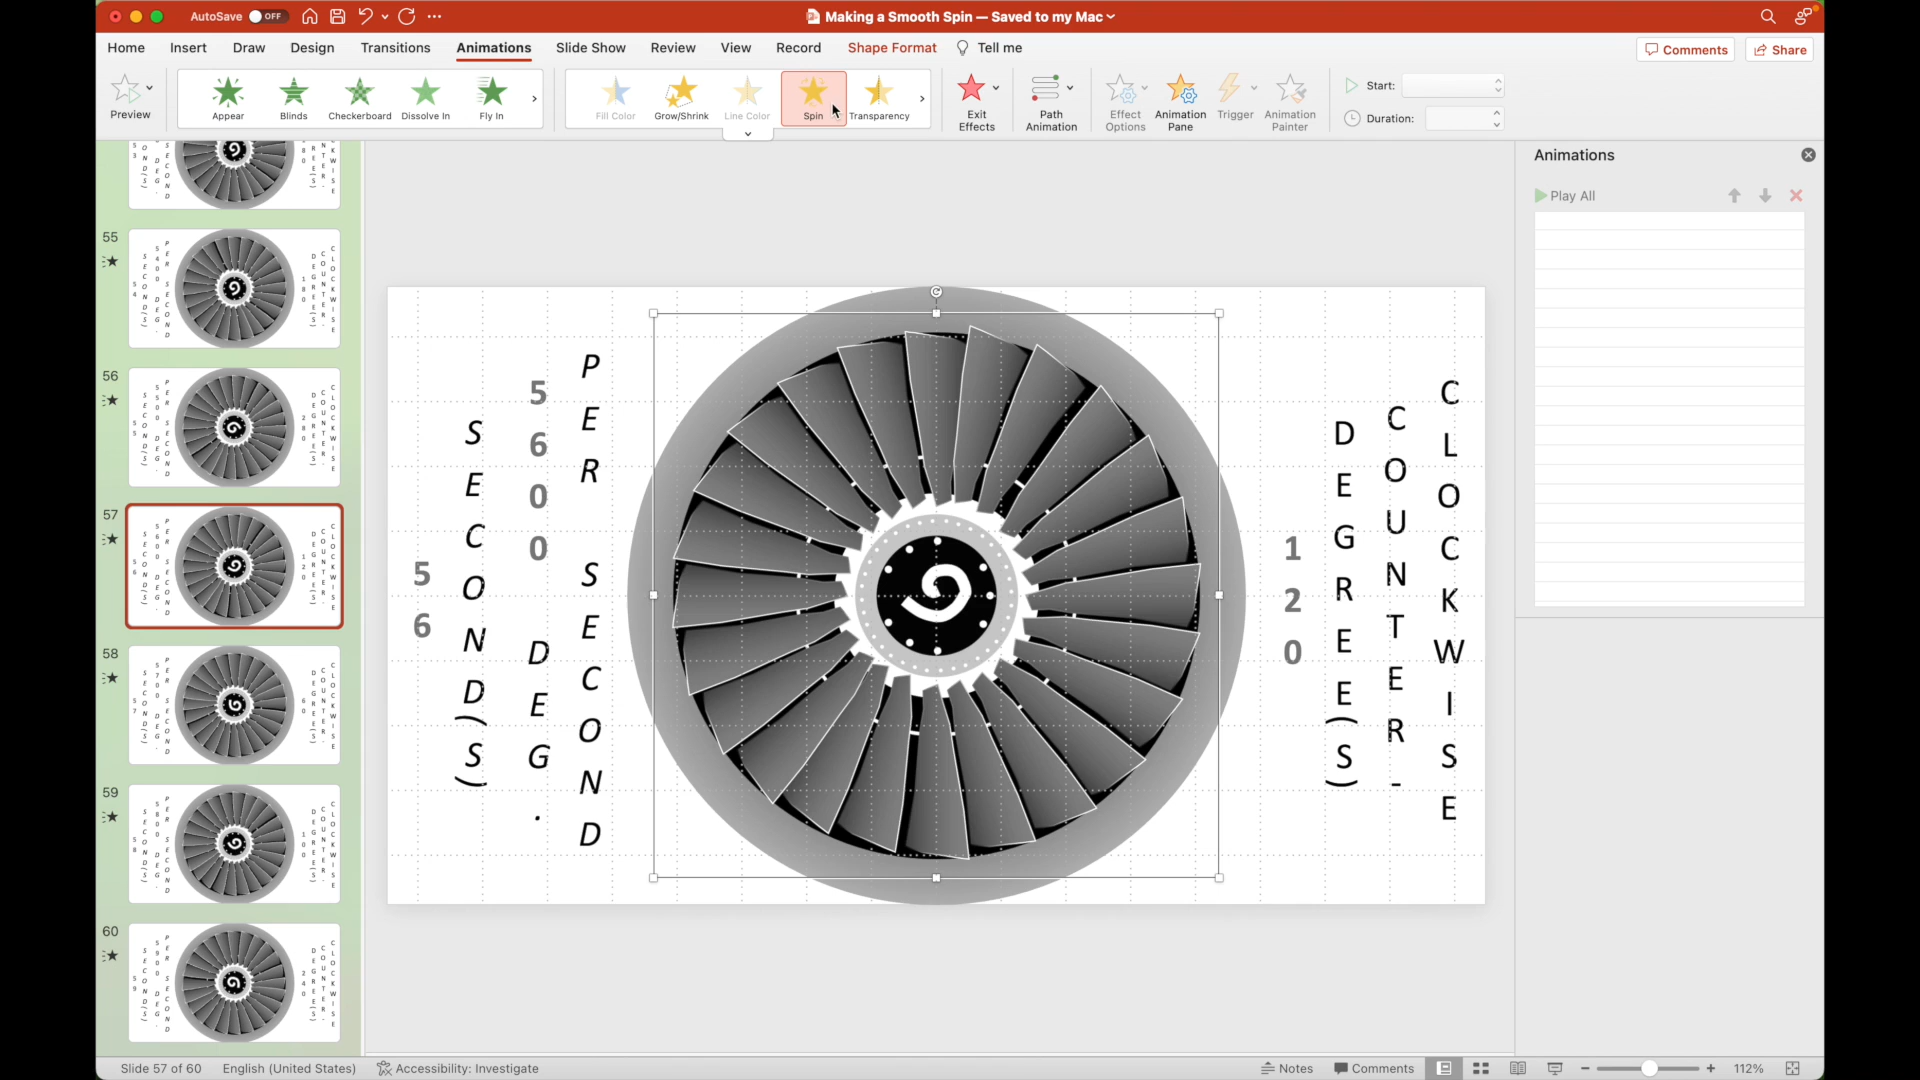 AutoSave OFF
Making a Smooth Spin — Saved to my Mac
Home Insert Draw Design Transitions Animations Slide Show Review View Record Shape Format Tell me
Comments Share
Preview
Appear Blinds Checkerboard Dissolve In Fly In
Fill Color Grow/Shrink Line Color Spin Transparency
Exit Effects
Path Animation
Effect Options
Animation Pane
Trigger
Animation Painter
Start:
Duration:
55
56
57
58
59
60
56
SECOND(S)
5600 DEG.
PER SECOND
120
DEGREE(S)
COUNTER-
CLOCKWISE
Animations
Play All
Slide 57 of 60 English (United States) Accessibility: Investigate
Notes Comments 112%